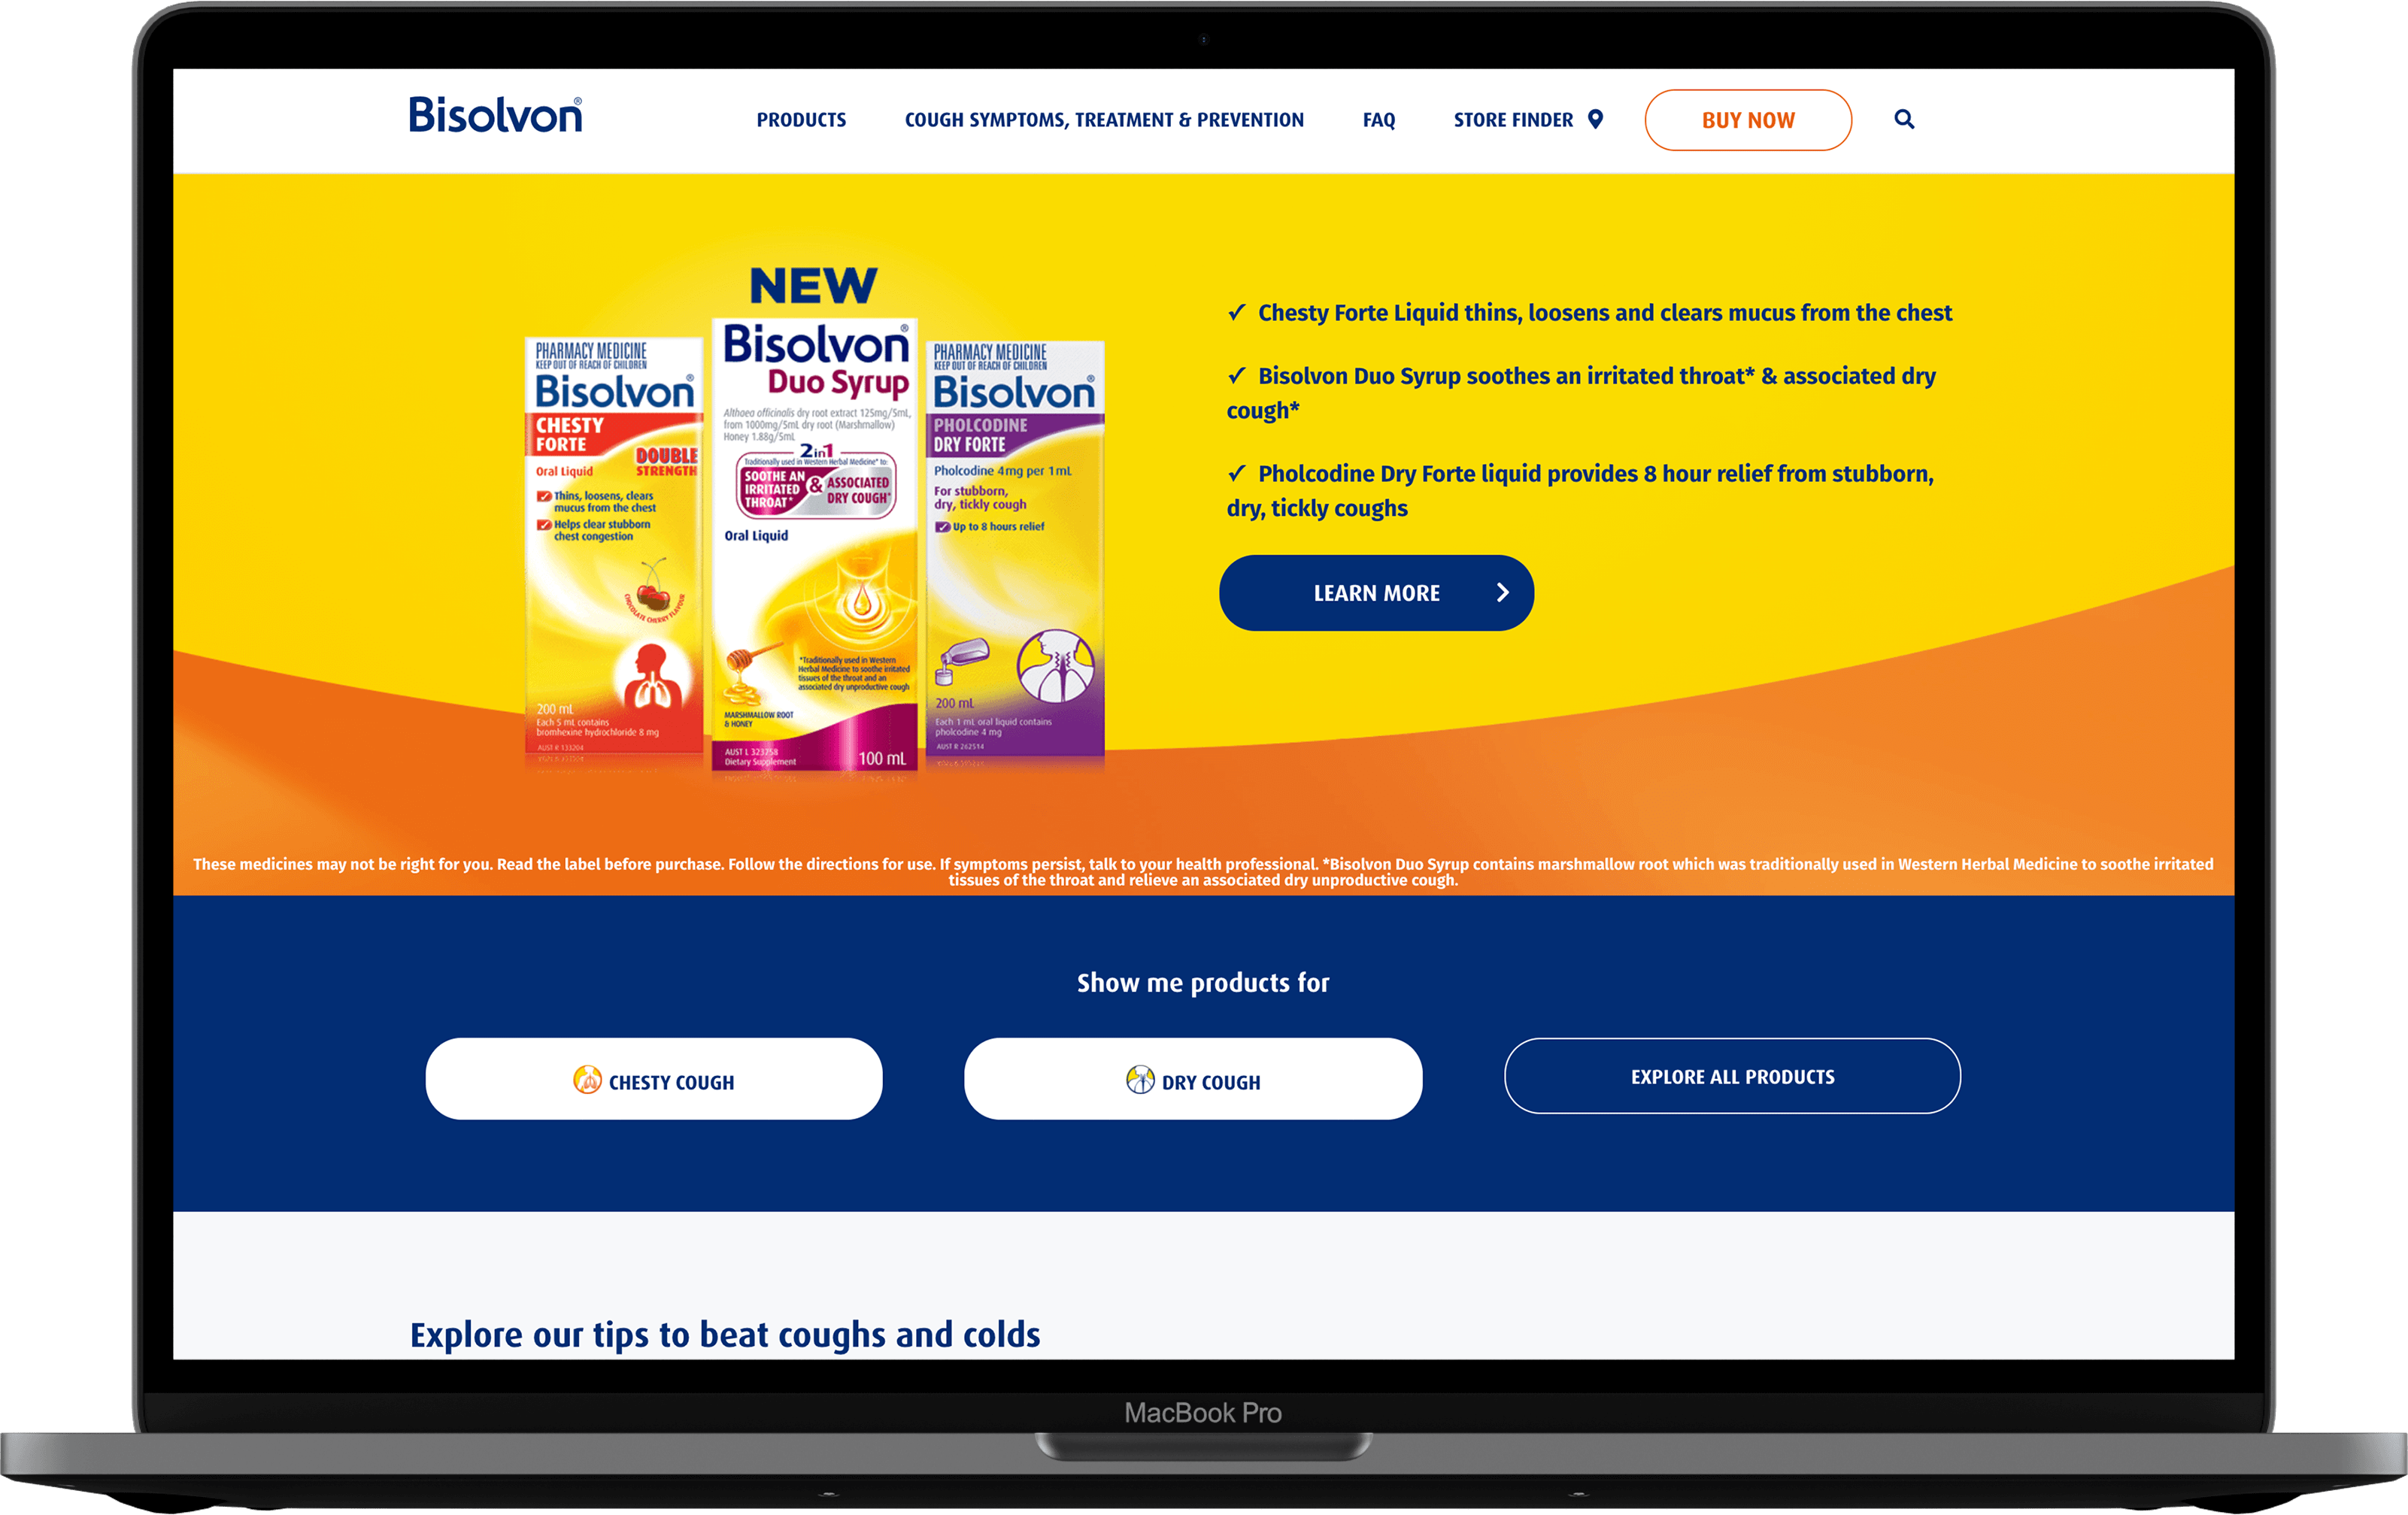 Bisolvon®
PRODUCTS
COUGH SYMPTOMS, TREATMENT & PREVENTION
FAQ
STORE FINDER
BUY NOW
NEW
PHARMACY MEDICINE
KEEP OUT OF REACH OF CHILDREN
Bisolvon®
CHESTY
FORTE
DOUBLE
STRENGTH
Oral Liquid
Thins, loosens, clears
mucus from the chest
Helps clear stubborn
chest congestion
CHOCOLATE CHERRY FLAVOUR
200 mL
Each 5 mL contains
bromhexine hydrochloride 8 mg
AUST R 133204
Bisolvon®
Duo Syrup
Althaea officinalis dry root extract 125mg/5mL,
from 1000mg/5mL dry root (Marshmallow)
Honey 1.88g/5mL
2in1
Traditionally used in Western Herbal Medicine* to:
SOOTHE AN
IRRITATED
THROAT*
&
ASSOCIATED
DRY COUGH*
Oral Liquid
*Traditionally used in Western
Herbal Medicine to soothe irritated
tissues of the throat and an
associated dry unproductive cough
MARSHMALLOW ROOT
& HONEY
AUST L 323758
Dietary Supplement
100 mL
PHARMACY MEDICINE
KEEP OUT OF REACH OF CHILDREN
Bisolvon®
PHOLCODINE
DRY FORTE
Pholcodine 4mg per 1mL
For stubborn,
dry, tickly cough
Up to 8 hours relief
200 mL
Each 1 mL oral liquid contains
pholcodine 4 mg
AUST R 262514
✓ Chesty Forte Liquid thins, loosens and clears mucus from the chest
✓ Bisolvon Duo Syrup soothes an irritated throat* & associated dry
cough*
✓ Pholcodine Dry Forte liquid provides 8 hour relief from stubborn,
dry, tickly coughs
LEARN MORE
These medicines may not be right for you. Read the label before purchase. Follow the directions for use. If symptoms persist, talk to your health professional. *Bisolvon Duo Syrup contains marshmallow root which was traditionally used in Western Herbal Medicine to soothe irritated
tissues of the throat and relieve an associated dry unproductive cough.
Show me products for
CHESTY COUGH
DRY COUGH
EXPLORE ALL PRODUCTS
Explore our tips to beat coughs and colds
MacBook Pro